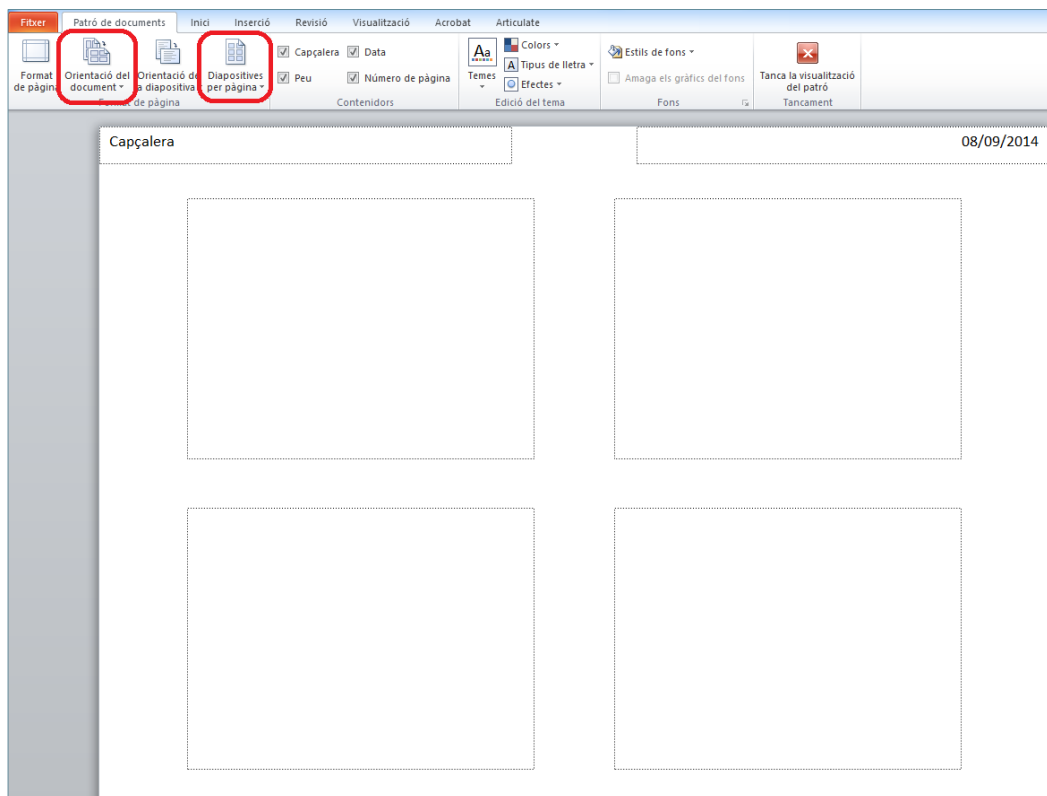 Fitxer Patró de documents Inici Inserció Revisió Visualització Acrobat Articulate
Format de pàgina
Orientació del document
Orientació de la diapositiva
Diapositives per pàgina
Format de pàgina
Capçalera Data
Peu Número de pàgina
Contenidors
Aa
Temes
Colors
A Tipus de lletra
Efectes
Edició del tema
Estils de fons
Amaga els gràfics del fons
Fons
Tanca la visualització del patró
Tancament
Capçalera 08/09/2014